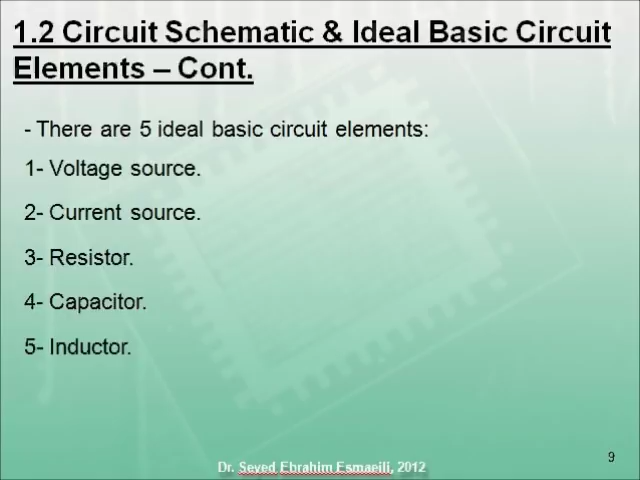 1.2 Circuit Schematic & Ideal Basic Circuit
Elements – Cont.
- There are 5 ideal basic circuit elements:
1- Voltage source.
2- Current source.
3- Resistor.
4- Capacitor.
5- Inductor.
9
Dr. Seyed Ebrahim Esmaeili, 2012